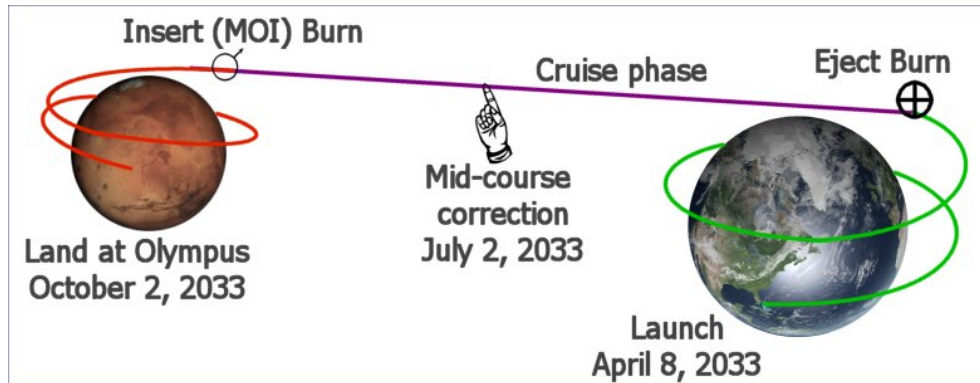 Insert (MOI) Burn
Cruise phase
Eject Burn
Mid-course
correction
July 2, 2033
Land at Olympus
October 2, 2033
Launch
April 8, 2033